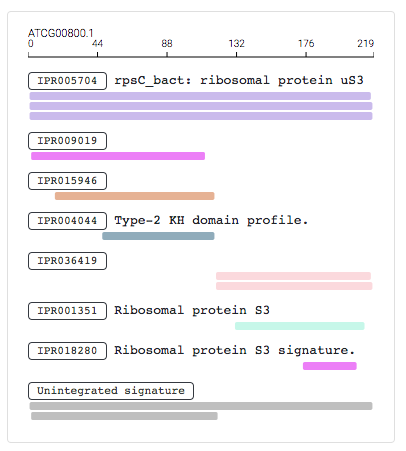 ATCG00800.1
0 44 88 132 176 219
IPR005704 rpsC_bact: ribosomal protein uS3
IPR009019
IPR015946
IPR004044 Type-2 KH domain profile.
IPR036419
IPR001351 Ribosomal protein S3
IPR018280 Ribosomal protein S3 signature.
Unintegrated signature